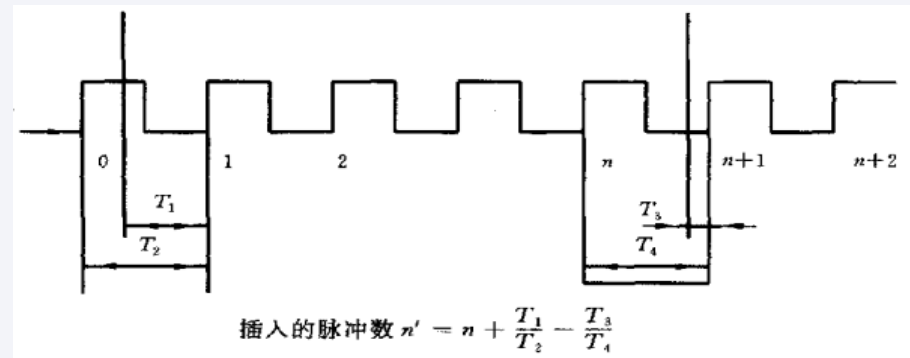 0 1 2 n n+1 n+2
T₁ T₃
T₂ T₄
插入的脉冲数 n′ = n + T₁/T₂ − T₃/T₄